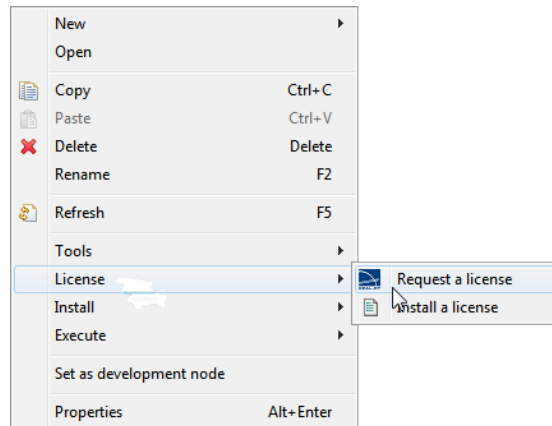 New
Open
Copy Ctrl+C
Paste Ctrl+V
Delete Delete
Rename F2
Refresh F5
Tools
License
Request a license
Install
Install a license
Execute
Set as development node
Properties Alt+Enter